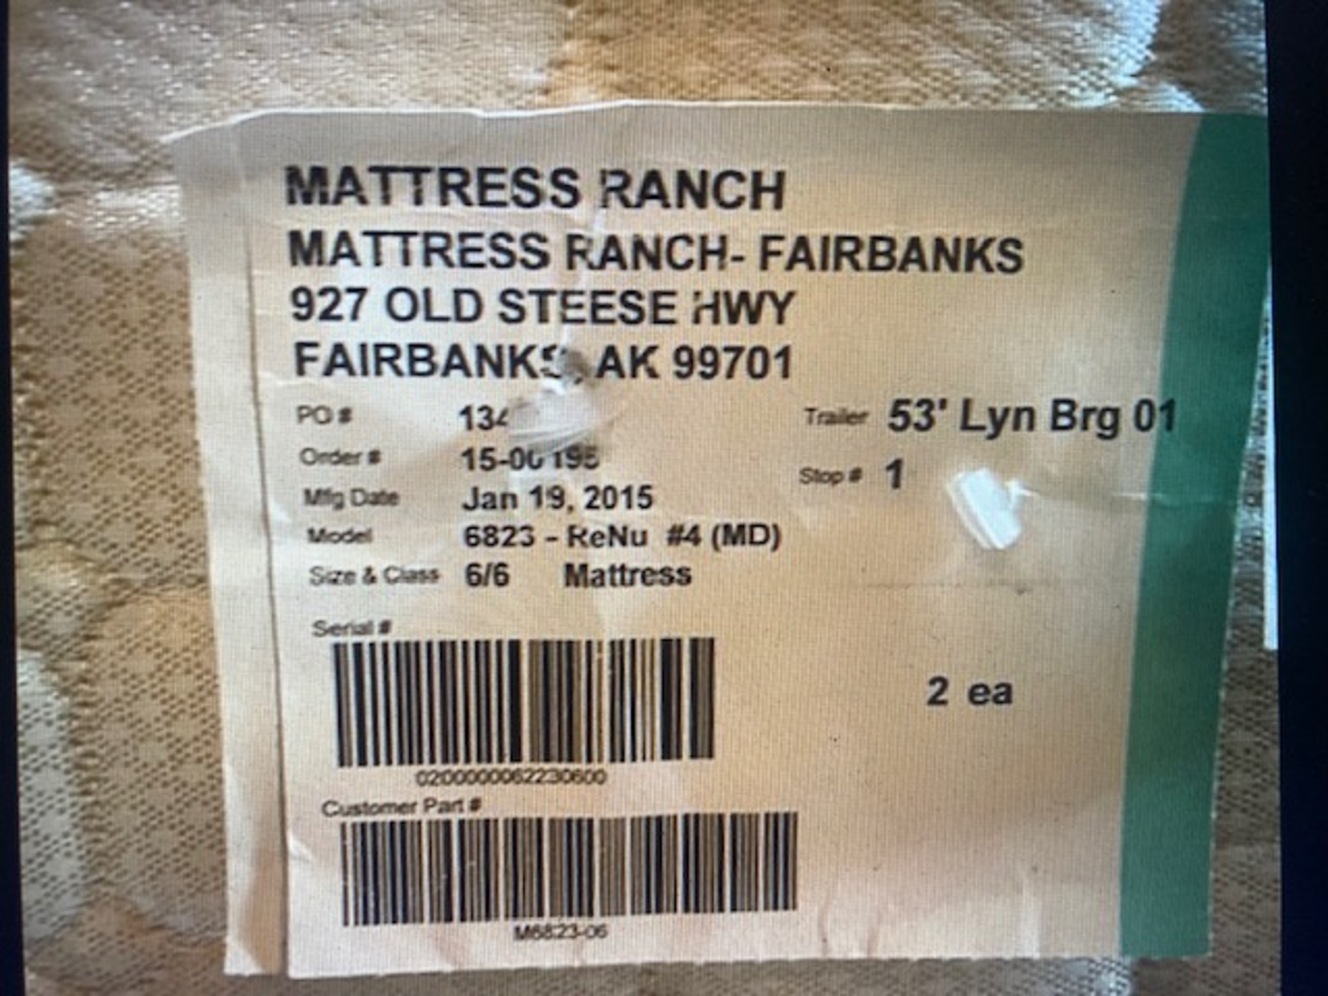 MATTRESS RANCH
MATTRESS RANCH- FAIRBANKS
927 OLD STEESE HWY
FAIRBANKS, AK 99701
PO #
Trailer 53' Lyn Brg 01
Order #
Stop # 1
Mfg Date Jan 19, 2015
Model 6823 - ReNu #4 (MD)
Size & Class 6/6 Mattress
Serial #
2 ea
0200000062230600
Customer Part #
M6823-06